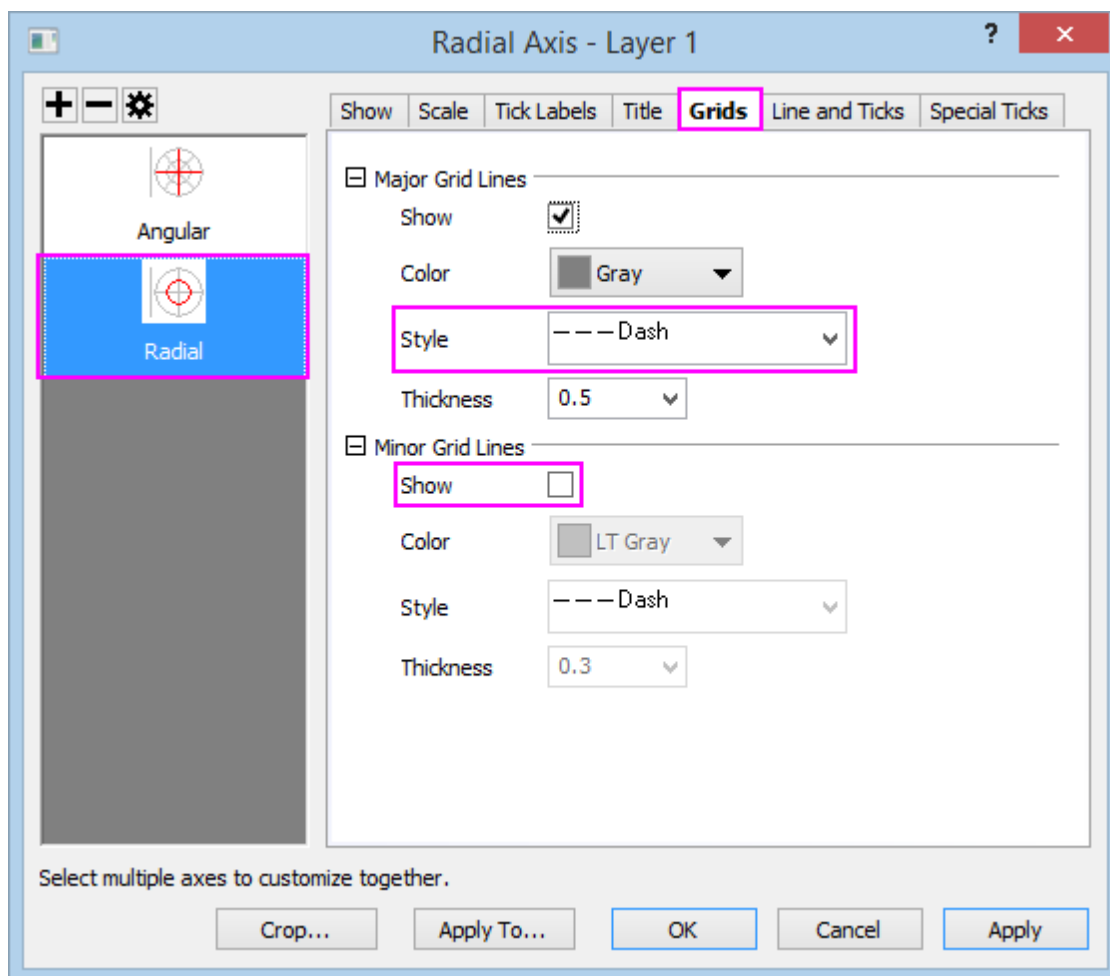 Radial Axis - Layer 1
?
Show Scale Tick Labels Title Grids Line and Ticks Special Ticks
Angular
Radial
Major Grid Lines
Show
Color Gray
Style Dash
Thickness 0.5
Minor Grid Lines
Show
Color LT Gray
Style Dash
Thickness 0.3
Select multiple axes to customize together.
Crop... Apply To... OK Cancel Apply